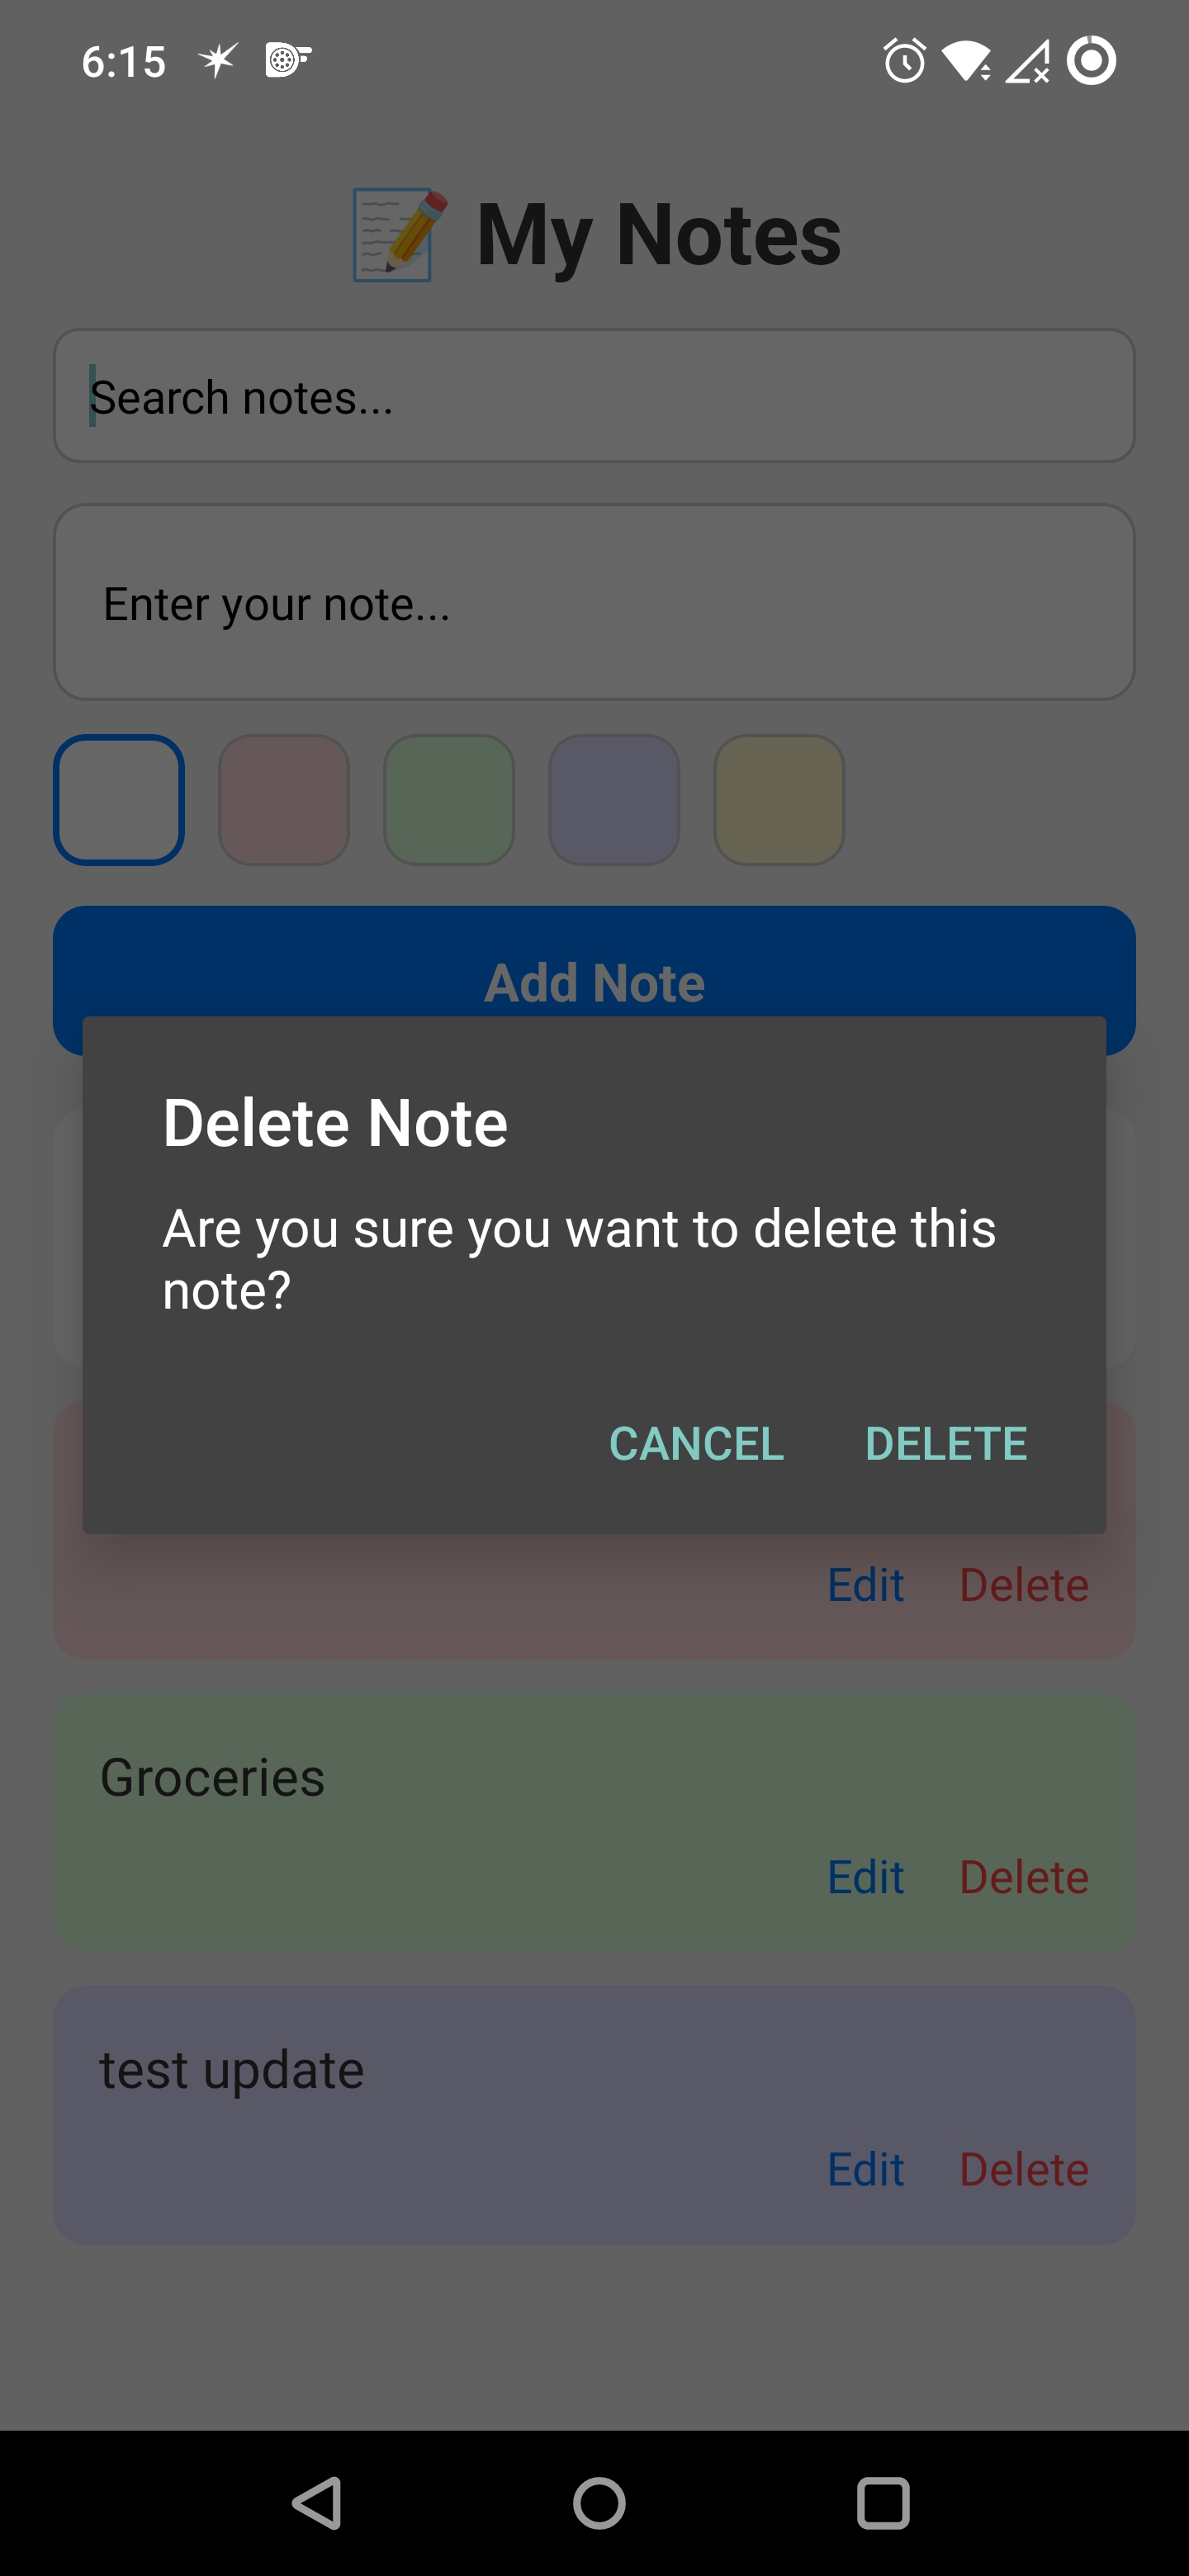 6:15
My Notes
Search notes...
Enter your note...
Add Note
Delete Note
Are you sure you want to delete this
note?
CANCEL DELETE
Edit Delete
Groceries
Edit Delete
test update
Edit Delete